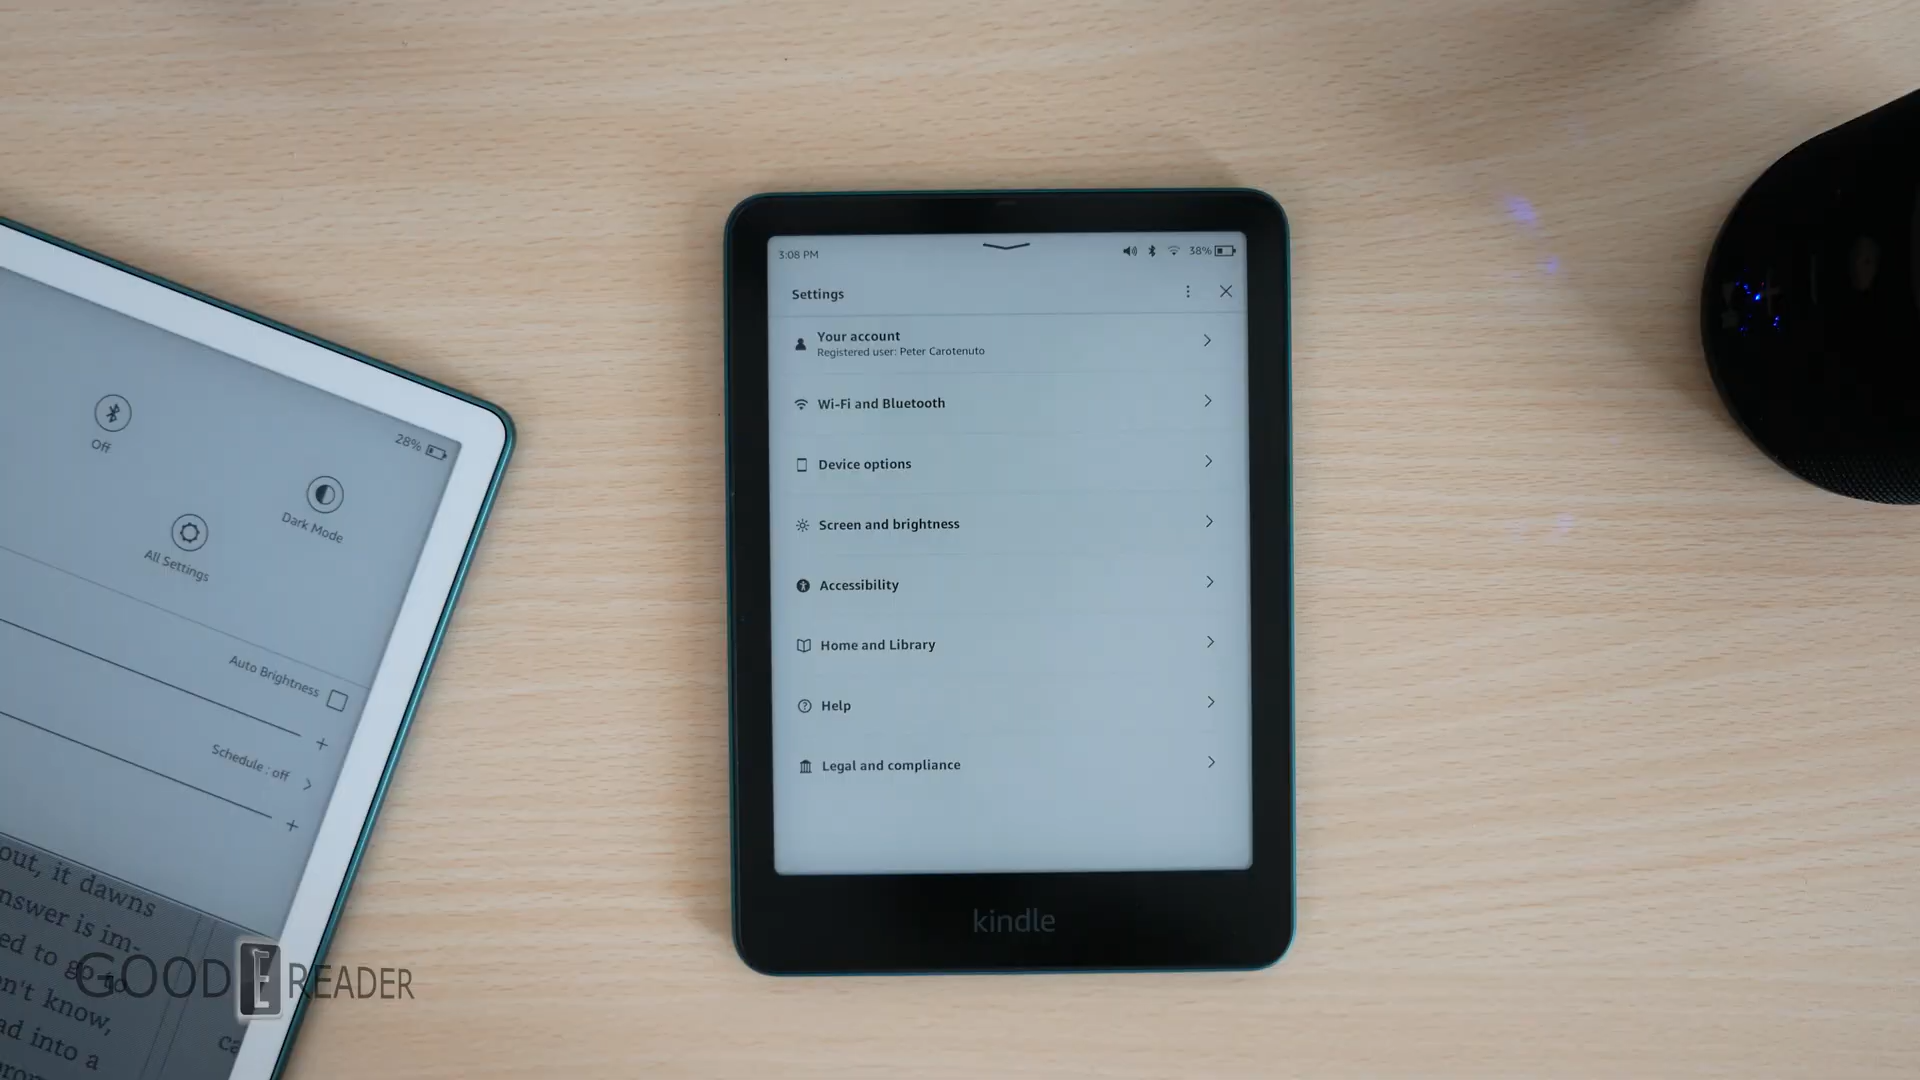 3:08 PM
38%
Settings
Your account
Registered user: Peter Carotenuto
Wi-Fi and Bluetooth
Device options
Screen and brightness
Accessibility
Home and Library
Help
Legal and compliance
kindle
28%
Off
Dark Mode
All Settings
Auto Brightness
+
Schedule : off
+
out, it dawns
nswer is im-
ed to go to
n't know,
ad into a
ca
GOOD E READER